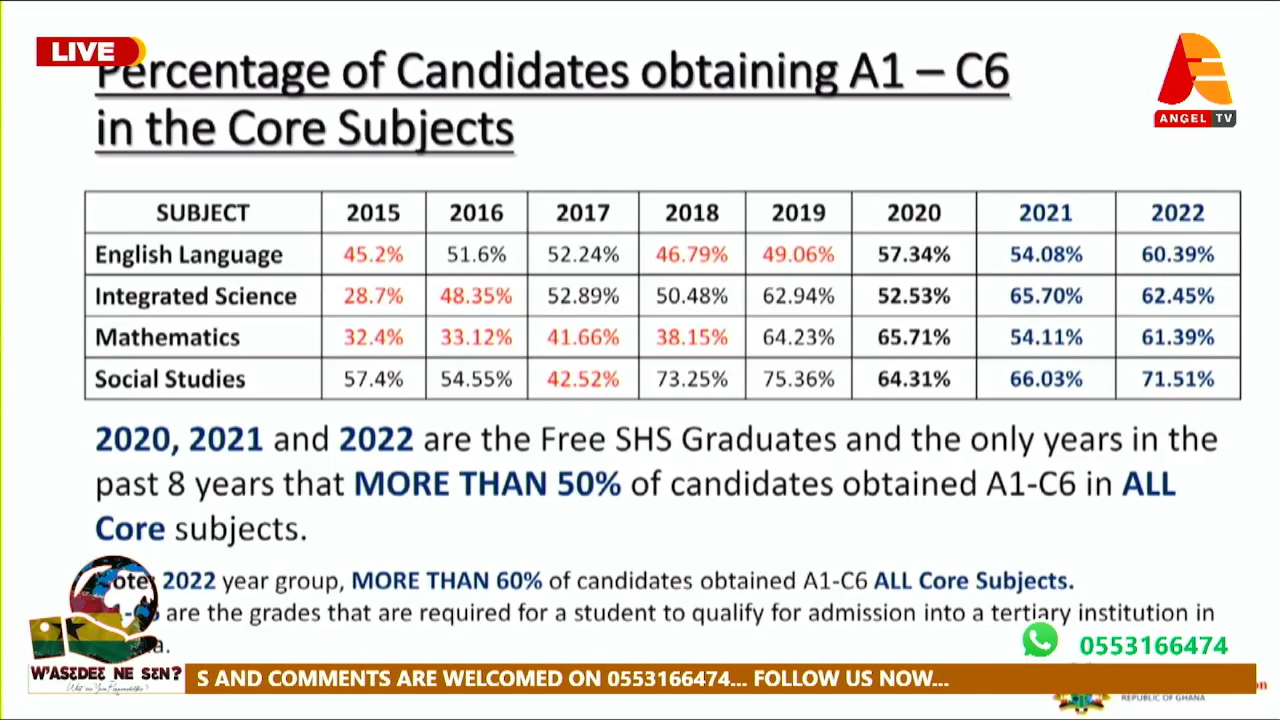 LIVE
Percentage of Candidates obtaining A1 – C6
in the Core Subjects
ANGEL TV
SUBJECT 2015 2016 2017 2018 2019 2020 2021 2022
English Language 45.2% 51.6% 52.24% 46.79% 49.06% 57.34% 54.08% 60.39%
Integrated Science 28.7% 48.35% 52.89% 50.48% 62.94% 52.53% 65.70% 62.45%
Mathematics 32.4% 33.12% 41.66% 38.15% 64.23% 65.71% 54.11% 61.39%
Social Studies 57.4% 54.55% 42.52% 73.25% 75.36% 64.31% 66.03% 71.51%
2020, 2021 and 2022 are the Free SHS Graduates and the only years in the
past 8 years that MORE THAN 50% of candidates obtained A1-C6 in ALL
Core subjects.
2022 year group, MORE THAN 60% of candidates obtained A1-C6 ALL Core Subjects.
are the grades that are required for a student to qualify for admission into a tertiary institution in
0553166474
W'ASƐDEƐ NE SƐN?
What are Your Responsibilities?
S AND COMMENTS ARE WELCOMED ON 0553166474... FOLLOW US NOW...
REPUBLIC OF GHANA